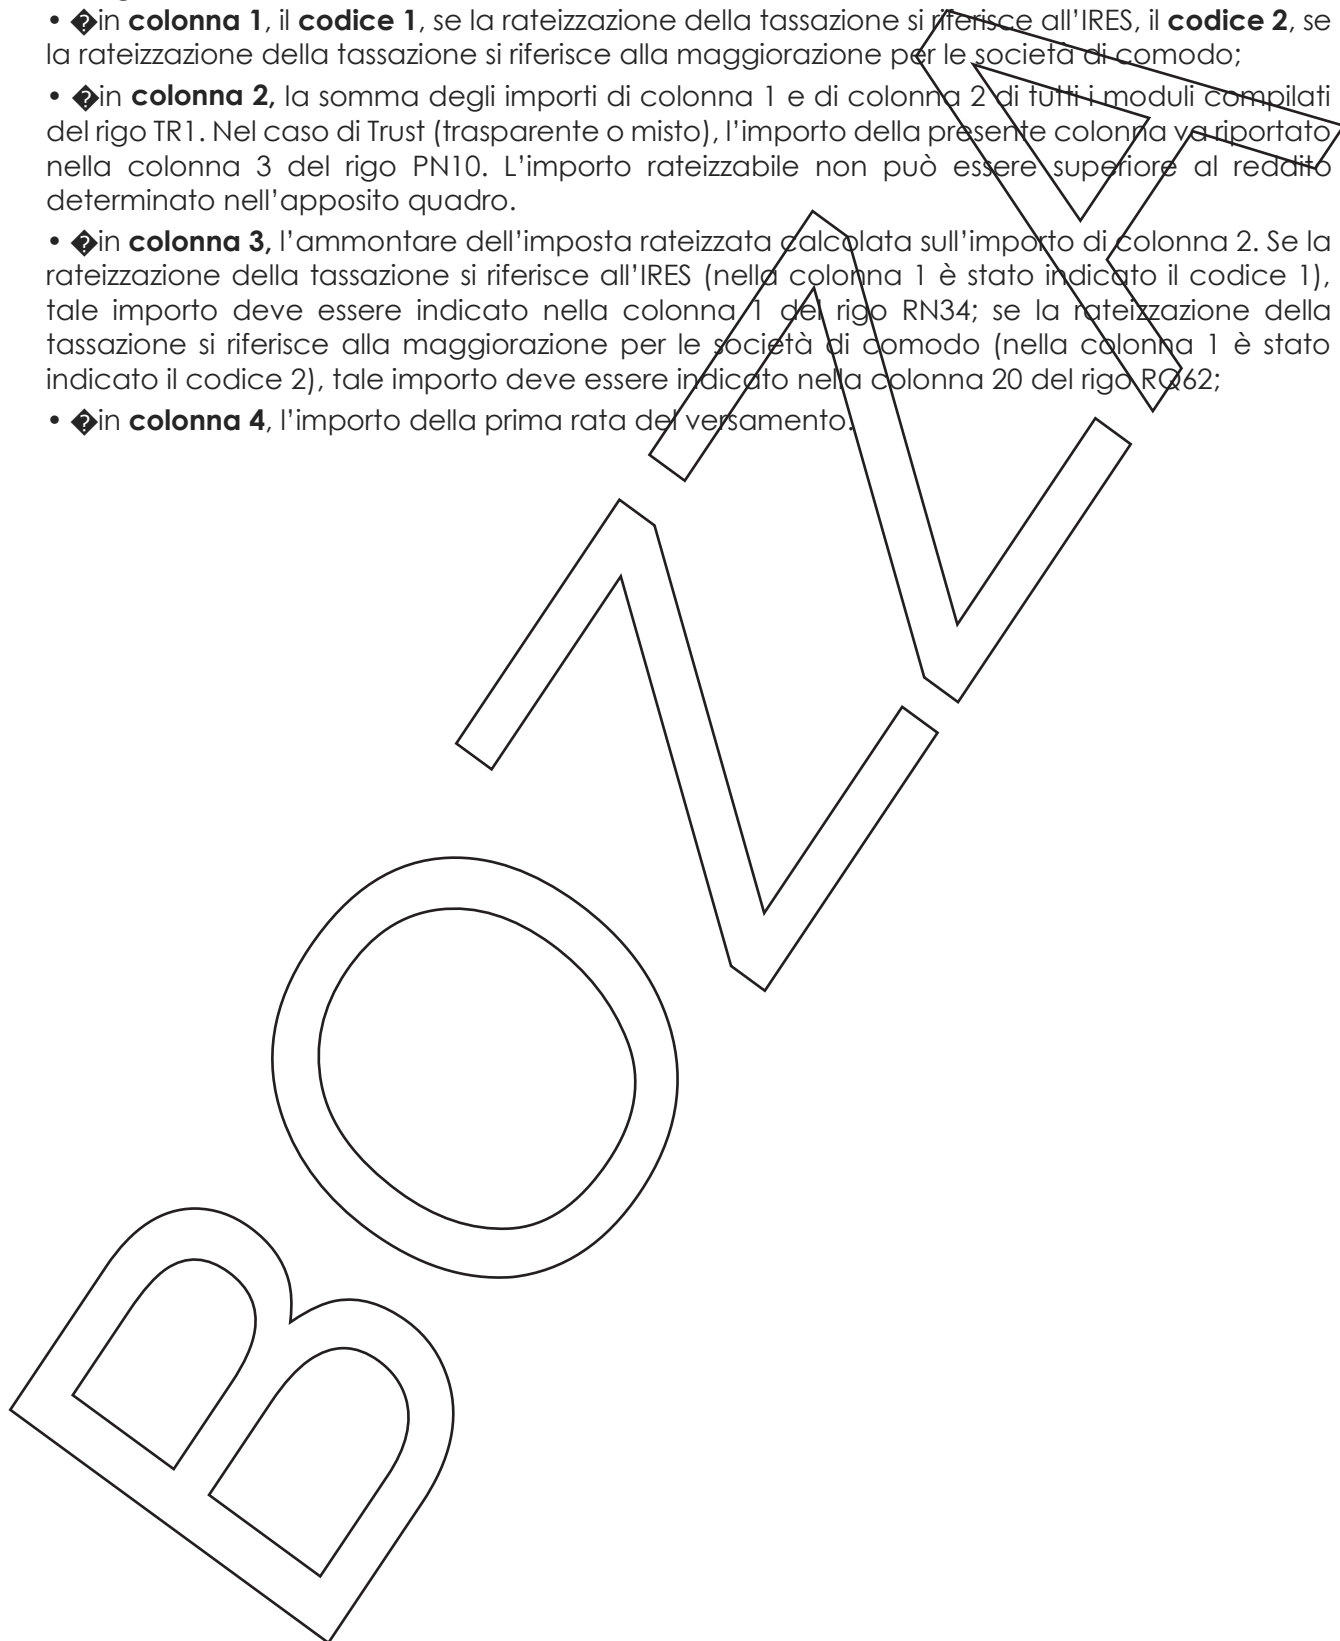 • �in colonna 1, il codice 1, se la rateizzazione della tassazione si riferisce all’IRES, il codice 2, se
la rateizzazione della tassazione si riferisce alla maggiorazione per le società di comodo;
• �in colonna 2, la somma degli importi di colonna 1 e di colonna 2 di tutti i moduli compilati
del rigo TR1. Nel caso di Trust (trasparente o misto), l’importo della presente colonna va riportato
nella colonna 3 del rigo PN10. L’importo rateizzabile non può essere superiore al reddito
determinato nell’apposito quadro.
• �in colonna 3, l’ammontare dell’imposta rateizzata calcolata sull’importo di colonna 2. Se la
rateizzazione della tassazione si riferisce all’IRES (nella colonna 1 è stato indicato il codice 1),
tale importo deve essere indicato nella colonna 1 del rigo RN34; se la rateizzazione della
tassazione si riferisce alla maggiorazione per le società di comodo (nella colonna 1 è stato
indicato il codice 2), tale importo deve essere indicato nella colonna 20 del rigo RQ62;
• �in colonna 4, l’importo della prima rata del versamento.
BOZZA